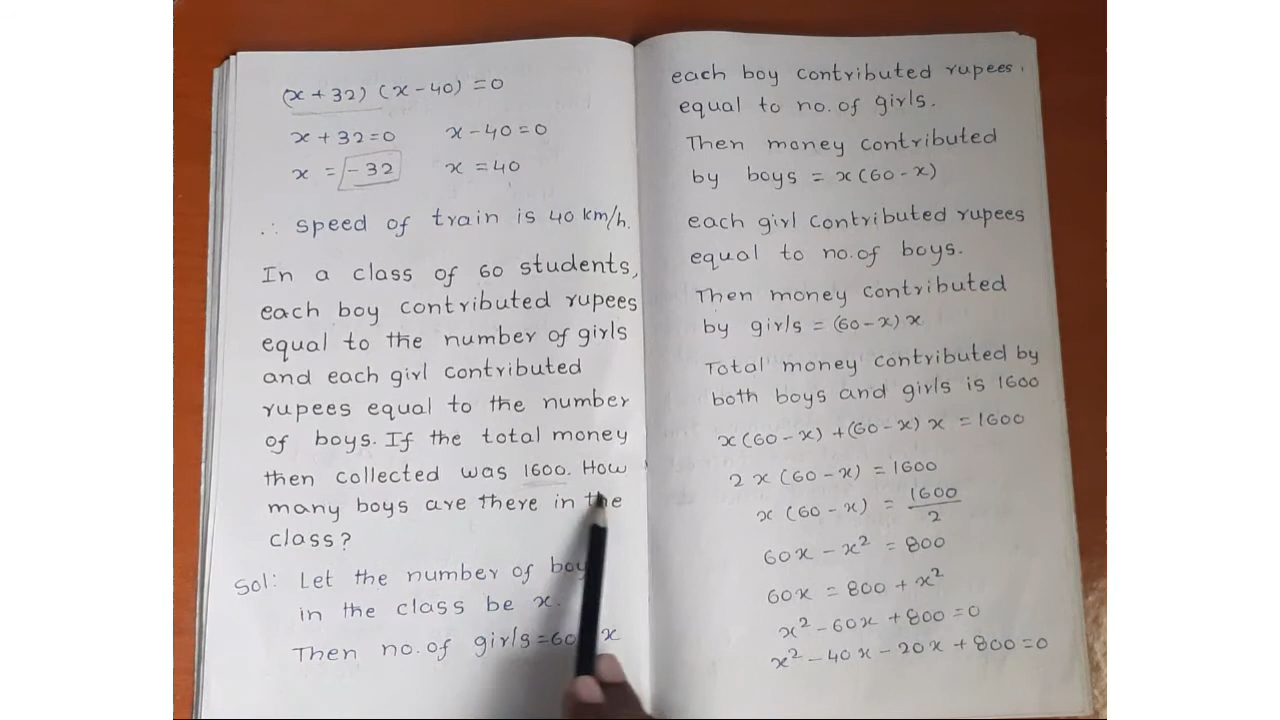 (x + 32) (x - 40) = 0
x + 32 = 0 x - 40 = 0
x = -32 x = 40
∴ speed of train is 40 km/h.
In a class of 60 students,
each boy contributed rupees
equal to the number of girls
and each girl contributed
rupees equal to the number
of boys. If the total money
then collected was 1600. How
many boys are there in the
class?
Sol: Let the number of boy
in the class be x.
Then no. of girls = 60 x
each boy contributed rupees
equal to no. of girls.
Then money contributed
by boys = x(60 - x)
each girl contributed rupees
equal to no. of boys.
Then money contributed
by girls = (60 - x) x
Total money contributed by
both boys and girls is 1600
x(60 - x) + (60 - x) x = 1600
2 x (60 - x) = 1600
x (60 - x) = 1600/2
60x - x² = 800
60x = 800 + x²
x² - 60x + 800 = 0
x² - 40x - 20x + 800 = 0